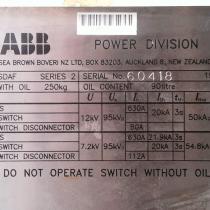 ABB POWER DIVISION
SEA BROWN BOVERI NZ LTD, BOX 83203, AUCKLAND 8, NEW ZEALAN
SDAF SERIES 2 SERIAL No. 60418
WITH OIL 250kg OIL CONTENT 90litre
S 630A
SWITCH 12kV 95kV 20kA 3s 50kA
SWITCH DISCONNECTOR 80A
S 630A 21.9kA 3s
SWITCH 7.2kV 95kV 20kA 3s 54.8kA
SWITCH DISCONNECTOR 112A
DO NOT OPERATE SWITCH WITHOUT OIL